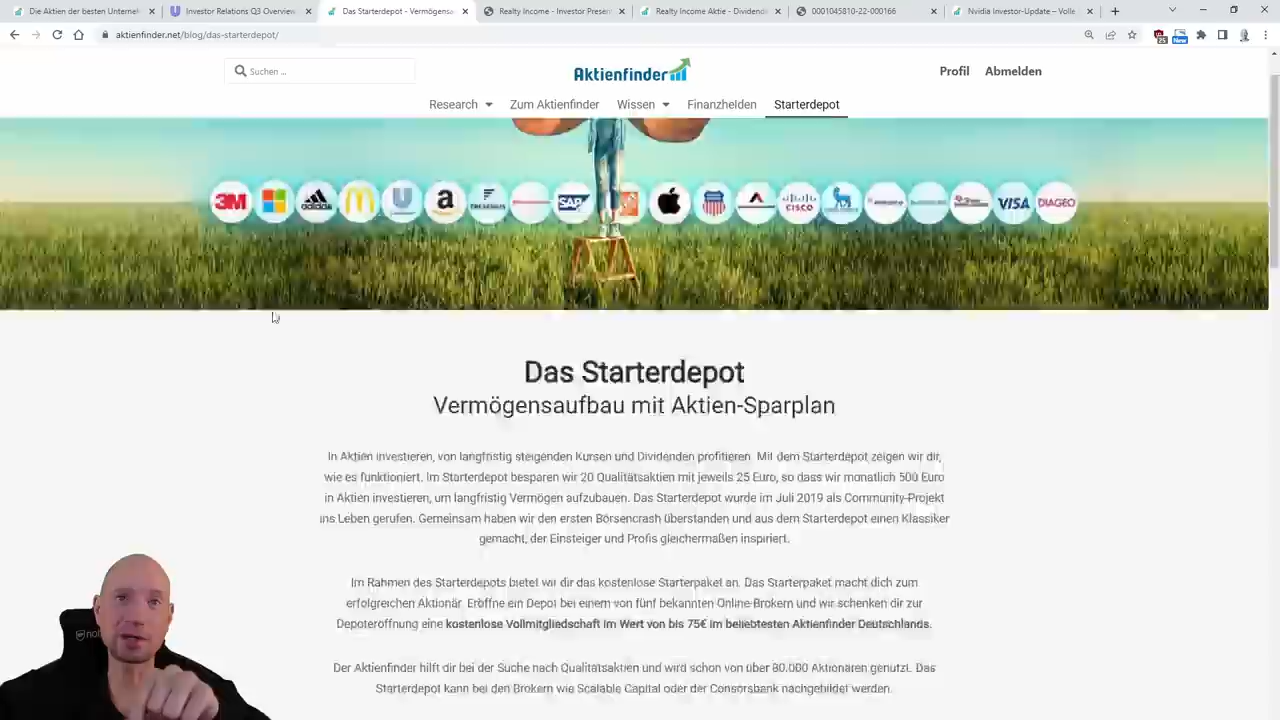 Die Aktien der besten Unterne
Investor Relations Q3 Overview
Das Starterdepot - Vermögensa
Realty Income - Investor Presen
Realty Income Aktie - Dividend
0001045810-22-000166
Nvidia Investor-Update – Volle
aktienfinder.net/blog/das-starterdepot/
25
New
Suchen ...
Aktienfinder
Profil
Abmelden
Research
Zum Aktienfinder
Wissen
Finanzhelden
Starterdepot
3M
a
FRESENIUS
SAP
CISCO
VISA
DIAGEO
Das Starterdepot
Vermögensaufbau mit Aktien-Sparplan
In Aktien investieren, von langfristig steigenden Kursen und Dividenden profitieren. Mit dem Starterdepot zeigen wir dir,
wie es funktioniert. Im Starterdepot besparen wir 20 Qualitätsaktien mit jeweils 25 Euro, so dass wir monatlich 500 Euro
in Aktien investieren, um langfristig Vermögen aufzubauen. Das Starterdepot wurde im Juli 2019 als Community-Projekt
ins Leben gerufen. Gemeinsam haben wir den ersten Börsencrash überstanden und aus dem Starterdepot einen Klassiker
gemacht, der Einsteiger und Profis gleichermaßen inspiriert.
Im Rahmen des Starterdepots bietet wir dir das kostenlose Starterpaket an. Das Starterpaket macht dich zum
erfolgreichen Aktionär. Eröffne ein Depot bei einem von fünf bekannten Online-Brokern und wir schenken dir zur
Depoteröffnung eine kostenlose Vollmitgliedschaft im Wert von bis 75€ im beliebtesten Aktienfinder Deutschlands.
Der Aktienfinder hilft dir bei der Suche nach Qualitätsaktien und wird schon von über 80.000 Aktionären genutzt. Das
Starterdepot kann bei den Brokern wie Scalable Capital oder der Consorsbank nachgebildet werden.